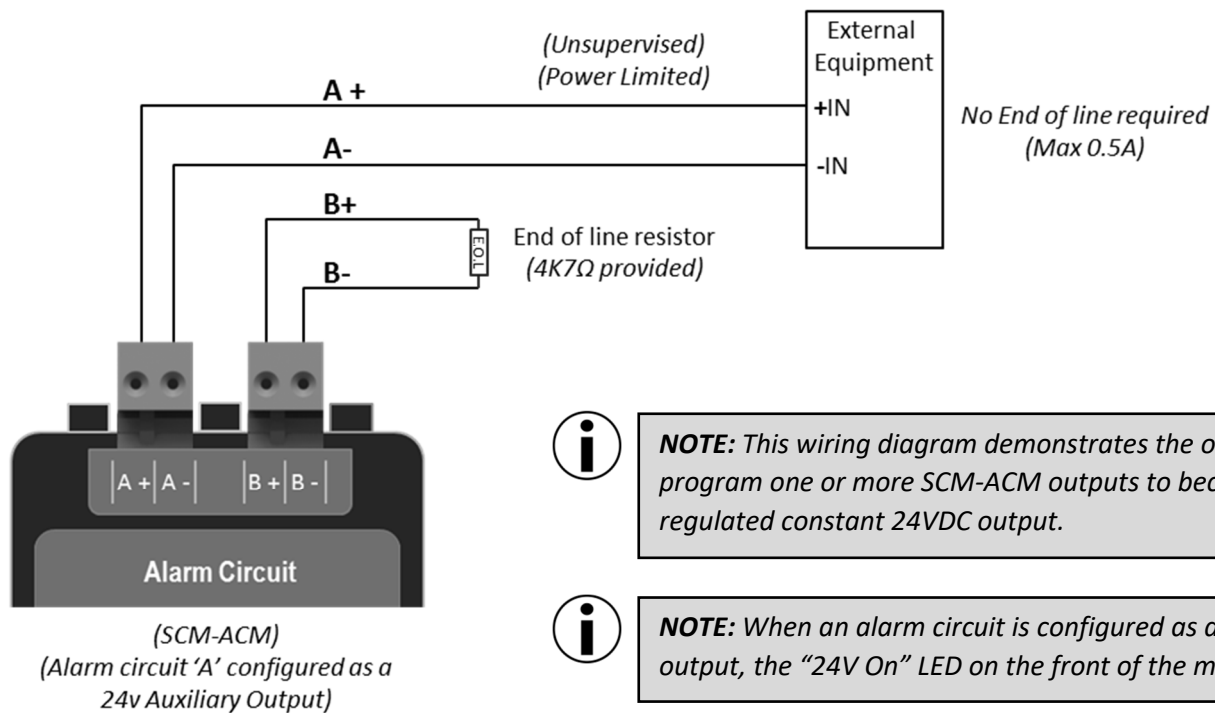 External
Equipment
(Unsupervised)
(Power Limited)
A +
+IN
No End of line required
(Max 0.5A)
A-
-IN
B+
E.O.L
End of line resistor
(4K7Ω provided)
B-
A + A - B + B -
Alarm Circuit
(SCM-ACM)
(Alarm circuit ‘A’ configured as a
24v Auxiliary Output)
i
NOTE: This wiring diagram demonstrates the
program one or more SCM-ACM outputs to
regulated constant 24VDC output.
i
NOTE: When an alarm circuit is configured as
output, the “24V On” LED on the front of the